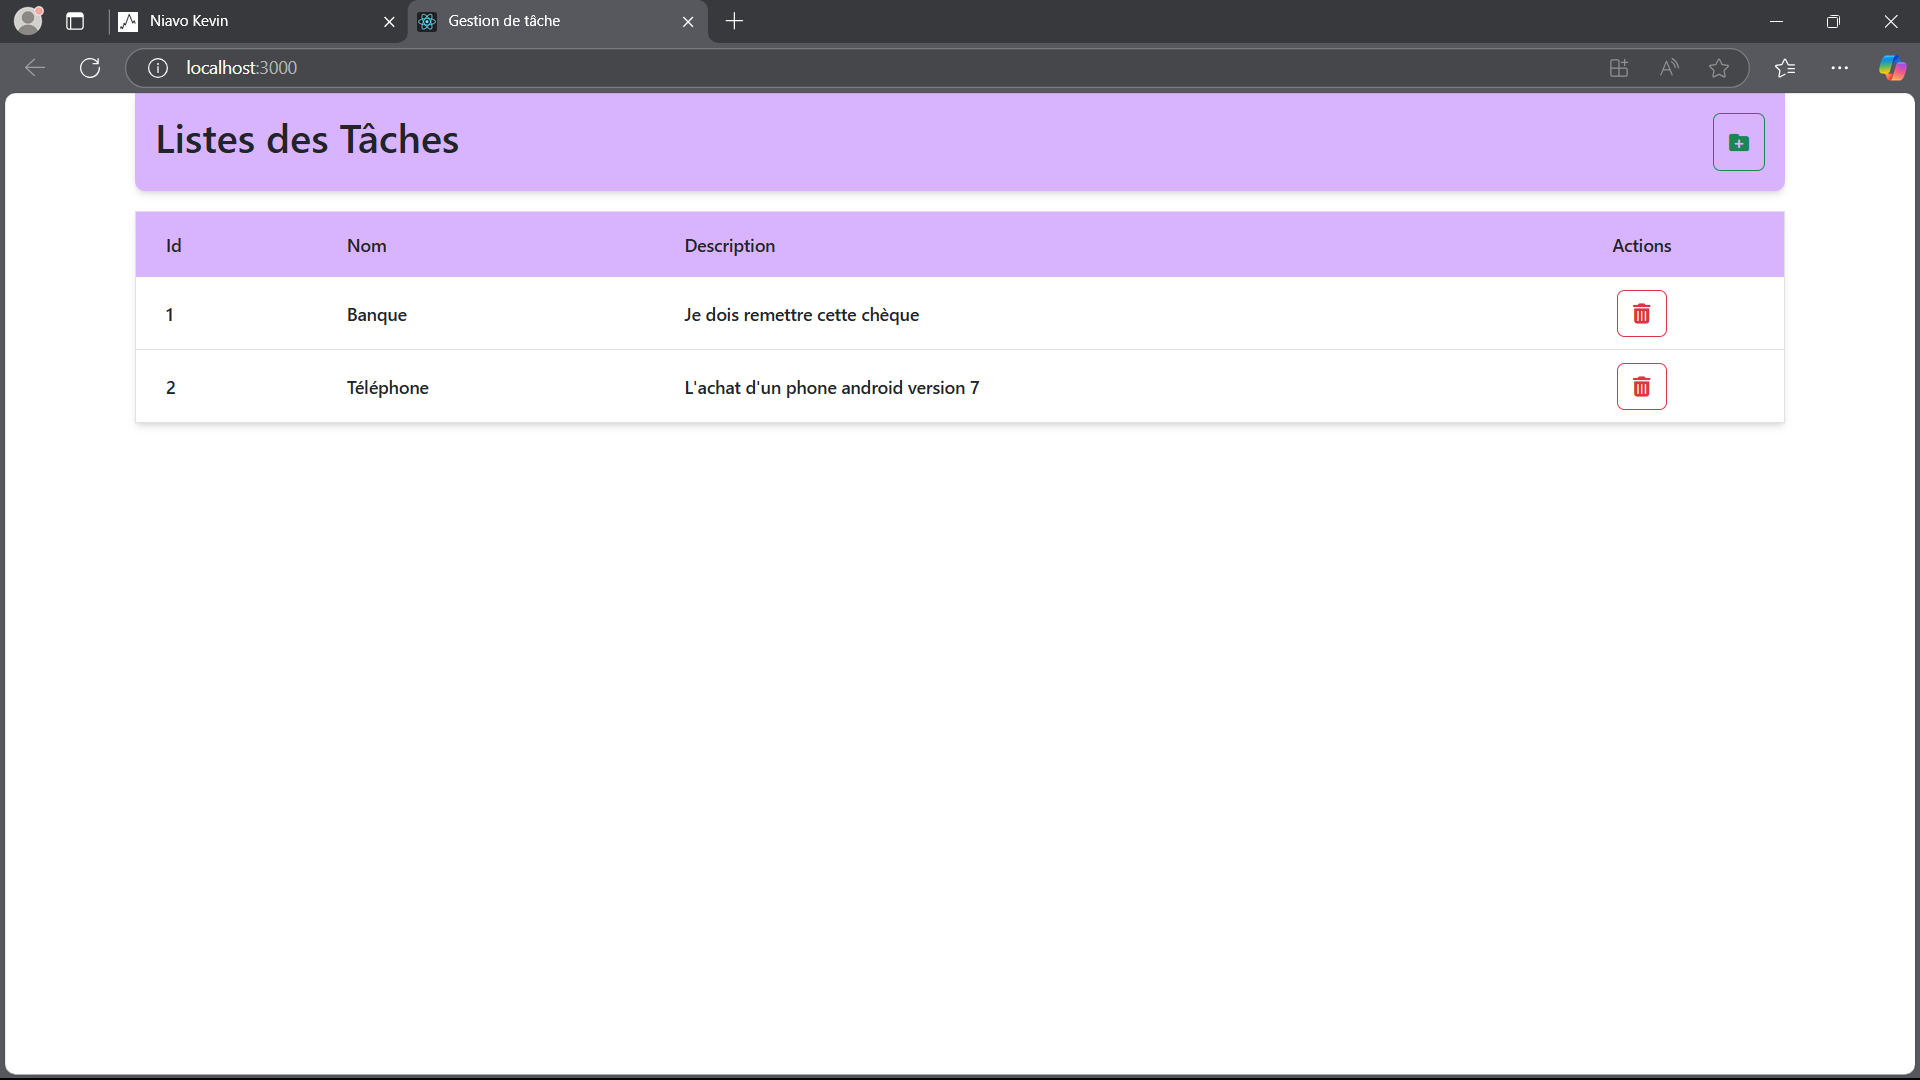 Niavo Kevin
Gestion de tâche
localhost:3000
Listes des Tâches
Id Nom Description Actions
1 Banque Je dois remettre cette chèque
2 Téléphone L'achat d'un phone android version 7